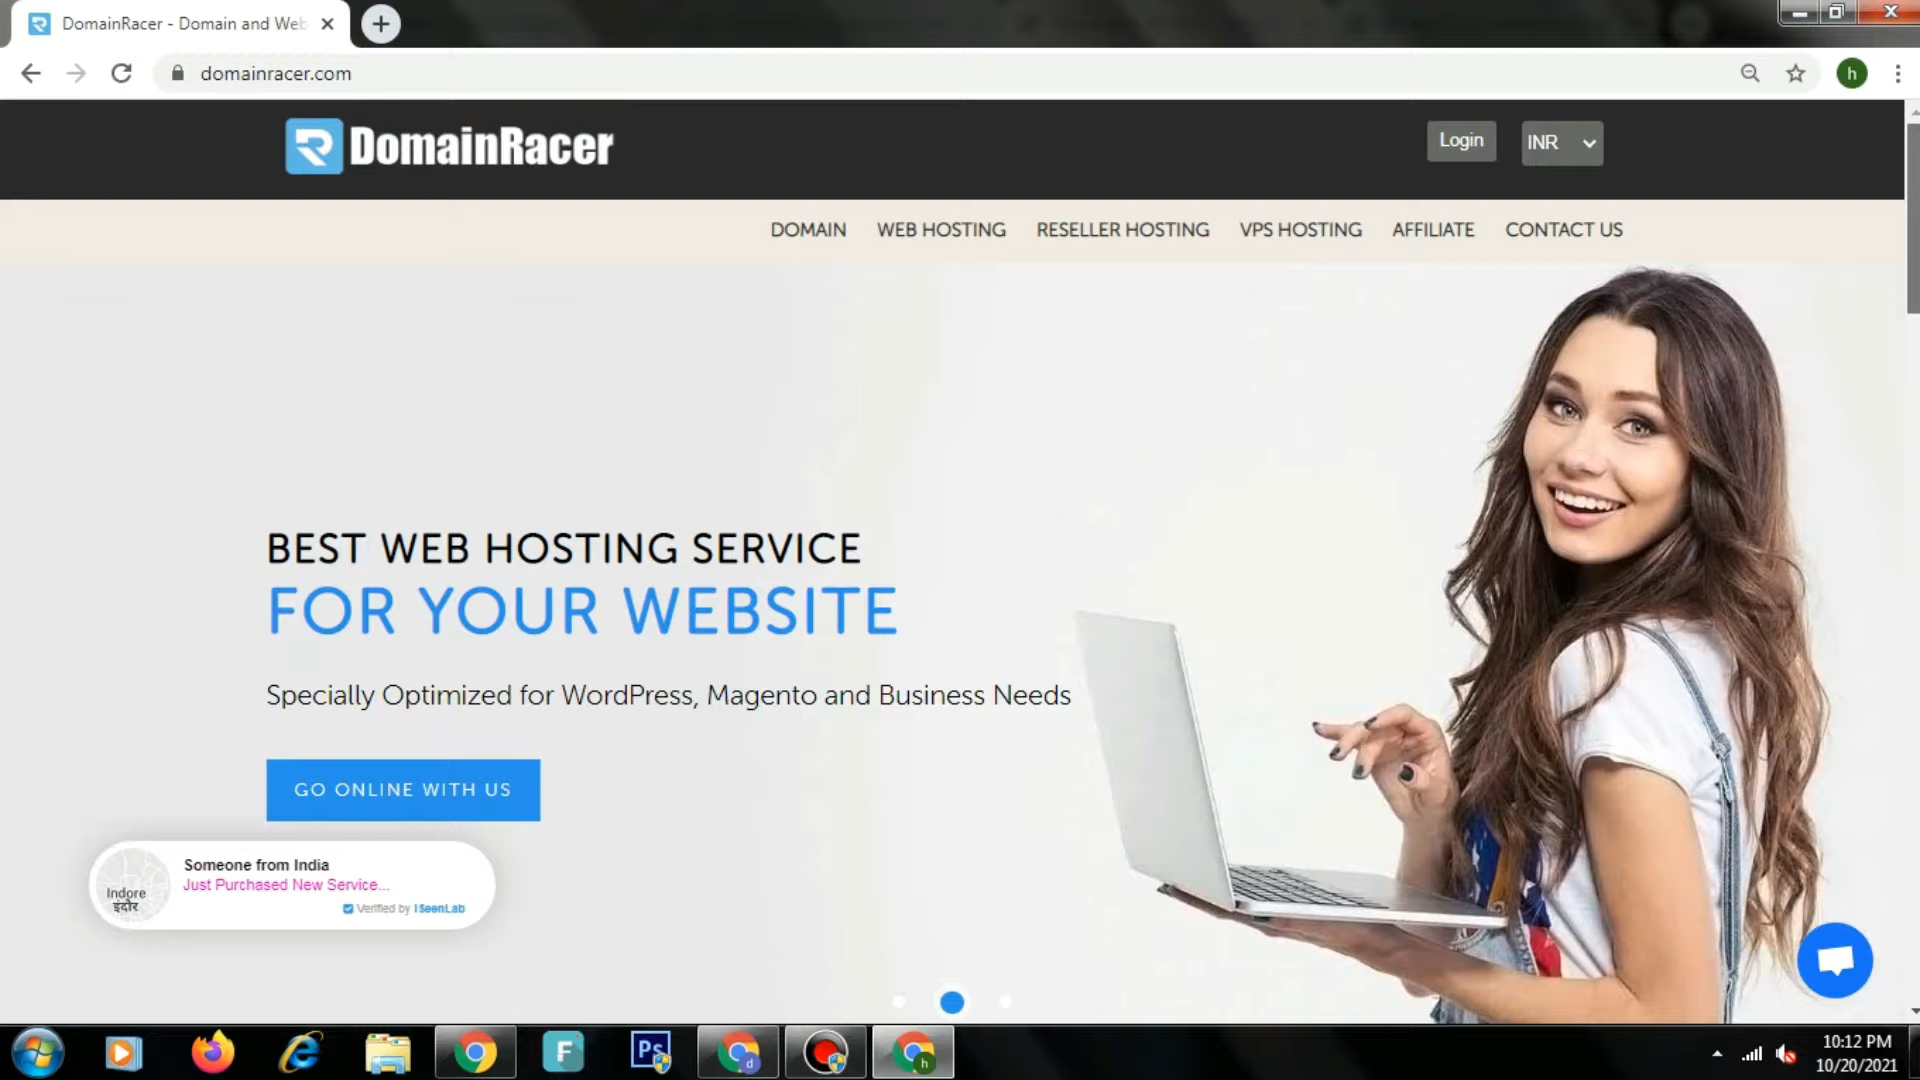 DomainRacer - Domain and Web
domainracer.com
h
DomainRacer
Login
INR
DOMAIN WEB HOSTING RESELLER HOSTING VPS HOSTING AFFILIATE CONTACT US
BEST WEB HOSTING SERVICE
FOR YOUR WEBSITE
Specially Optimized for WordPress, Magento and Business Needs
GO ONLINE WITH US
Indore
इंदौर
Someone from India
Just Purchased New Service...
Verified by ISeenLab
F
Ps
d
h
10:12 PM
10/20/2021